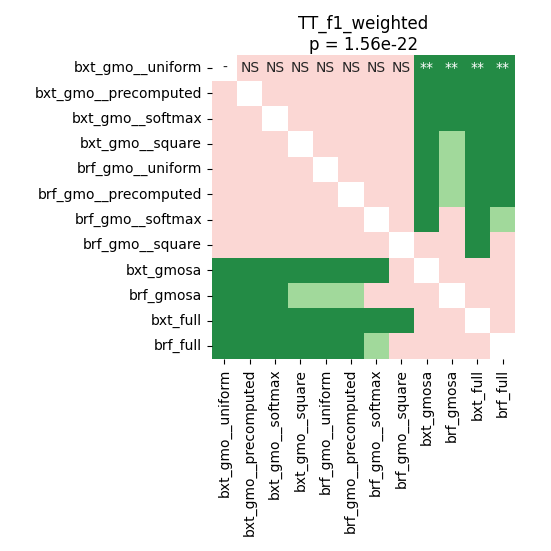 TT_f1_weighted
p = 1.56e-22
bxt_gmo__uniform - NS NS NS NS NS NS NS ** ** ** **
bxt_gmo__precomputed
bxt_gmo__softmax
bxt_gmo__square
brf_gmo__uniform
brf_gmo__precomputed
brf_gmo__softmax
brf_gmo__square
bxt_gmosa
brf_gmosa
bxt_full
brf_full
bxt_gmo__uniform
bxt_gmo__precomputed
bxt_gmo__softmax
bxt_gmo__square
brf_gmo__uniform
brf_gmo__precomputed
brf_gmo__softmax
brf_gmo__square
bxt_gmosa
brf_gmosa
bxt_full
brf_full